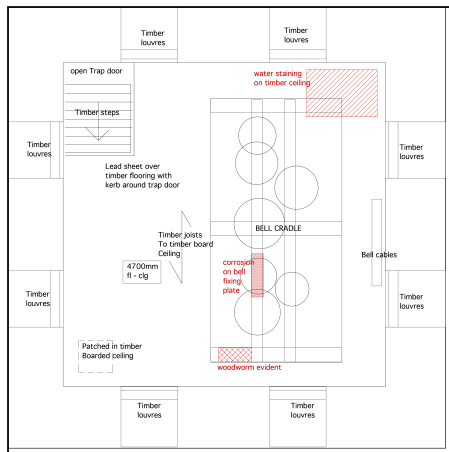 Timber
louvres
Timber
louvres
open Trap door
water staining
on timber ceiling
Timber steps
Timber
louvres
Timber
louvres
Lead sheet over
timber flooring with
kerb around trap door
Timber joists
To timber board
Ceiling
BELL CRADLE
Bell cables
4700mm
fl - clg
corrosion
on bell
fixing
plate
Timber
louvres
Timber
louvres
Patched in timber
Boarded ceiling
woodworm evident
Timber
louvres
Timber
louvres